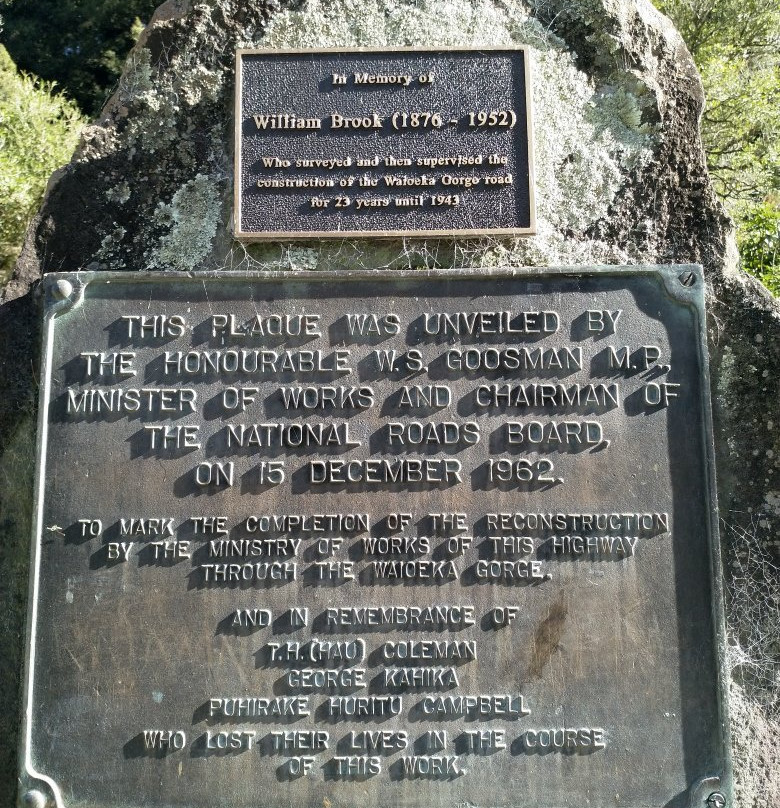 In Memory of
William Brook (1876 - 1952)
Who surveyed and then supervised the
construction of the Waioeka Gorge road
for 23 years until 1943
THIS PLAQUE WAS UNVEILED BY
THE HONOURABLE W.S. GOOSMAN M.P.,
MINISTER OF WORKS AND CHAIRMAN OF
THE NATIONAL ROADS BOARD,
ON 15 DECEMBER 1962.
TO MARK THE COMPLETION OF THE RECONSTRUCTION
BY THE MINISTRY OF WORKS OF THIS HIGHWAY
THROUGH THE WAIOEKA GORGE.
AND IN REMEMBRANCE OF
T.H. (HAU) COLEMAN
GEORGE KAHIKA
PUHIRAKE HURITU CAMPBELL
WHO LOST THEIR LIVES IN THE COURSE
OF THIS WORK.